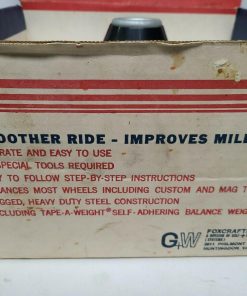 OOTHER RIDE - IMPROVES MILE
RATE AND EASY TO USE
SPECIAL TOOLS REQUIRED
Y TO FOLLOW STEP-BY-STEP INSTRUCTIONS
ANCES MOST WHEELS INCLUDING CUSTOM AND MAG T
GGED, HEAVY DUTY STEEL CONSTRUCTION
CLUDING TAPE-A-WEIGHT® SELF-ADHERING BALANCE WEIG
GW
FOXCRAFT